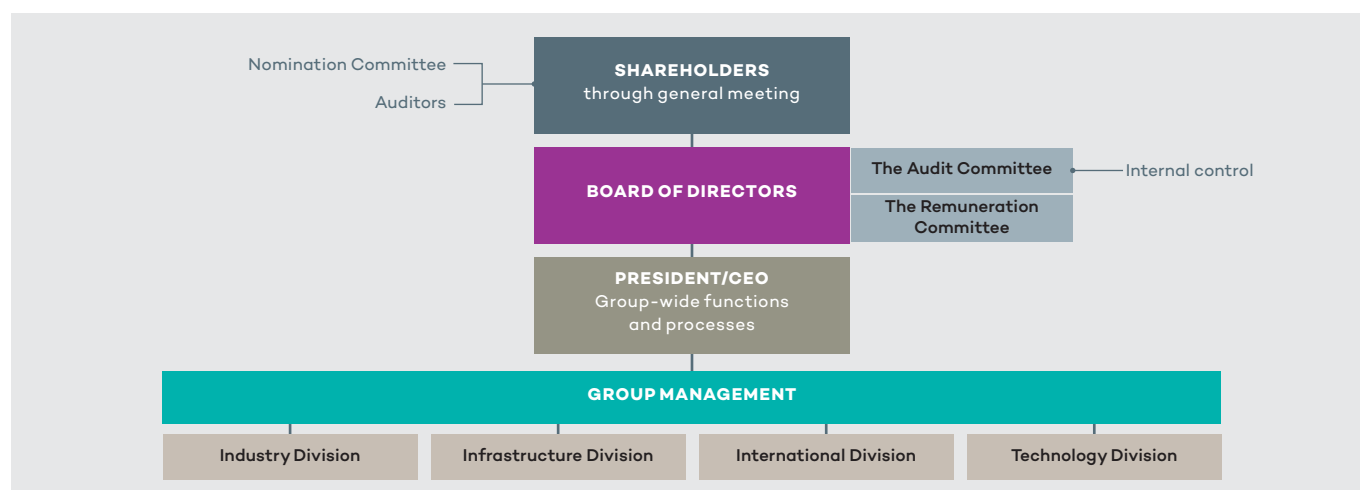 Nomination Committee
Auditors
SHAREHOLDERS
through general meeting
BOARD OF DIRECTORS
The Audit Committee
Internal control
The Remuneration
Committee
PRESIDENT/CEO
Group-wide functions
and processes
GROUP MANAGEMENT
Industry Division
Infrastructure Division
International Division
Technology Division